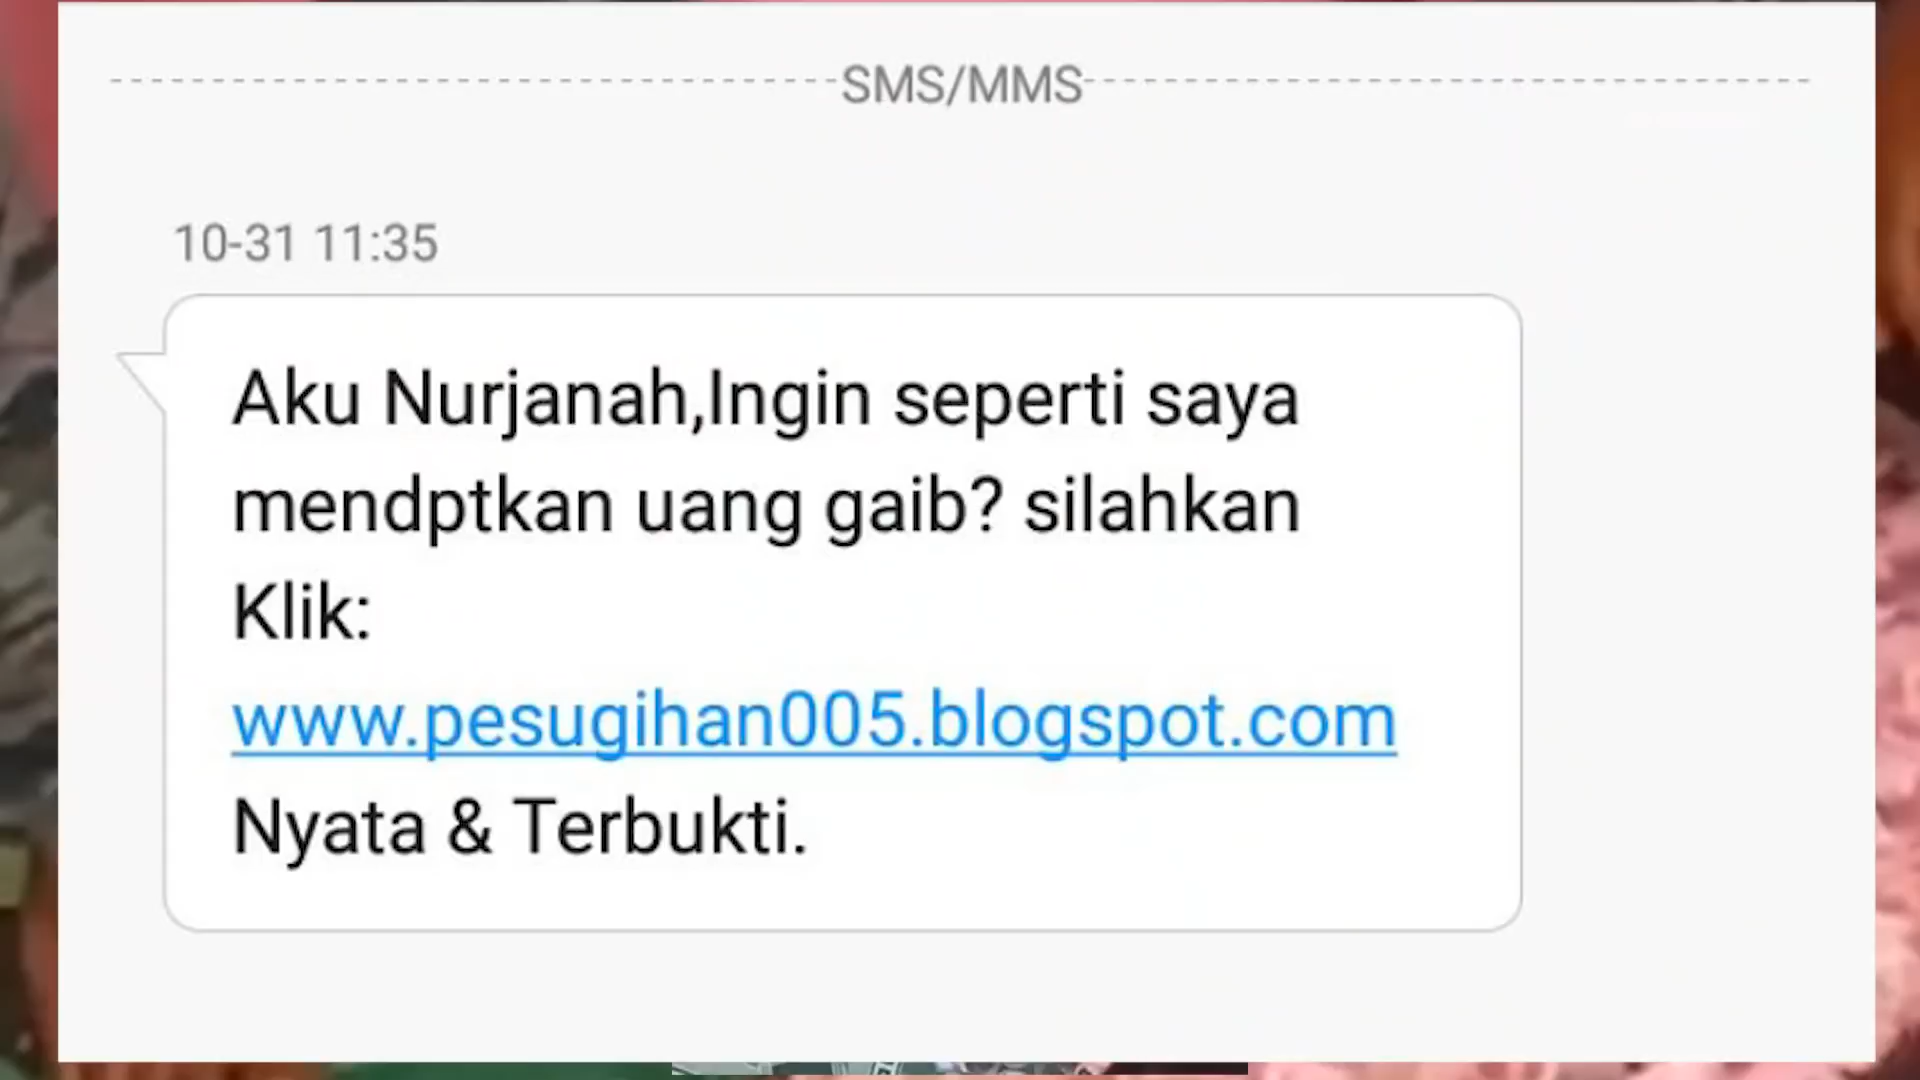 SMS/MMS
10-31 11:35
Aku Nurjanah,Ingin seperti saya
mendptkan uang gaib? silahkan
Klik:
www.pesugihan005.blogspot.com
Nyata & Terbukti.